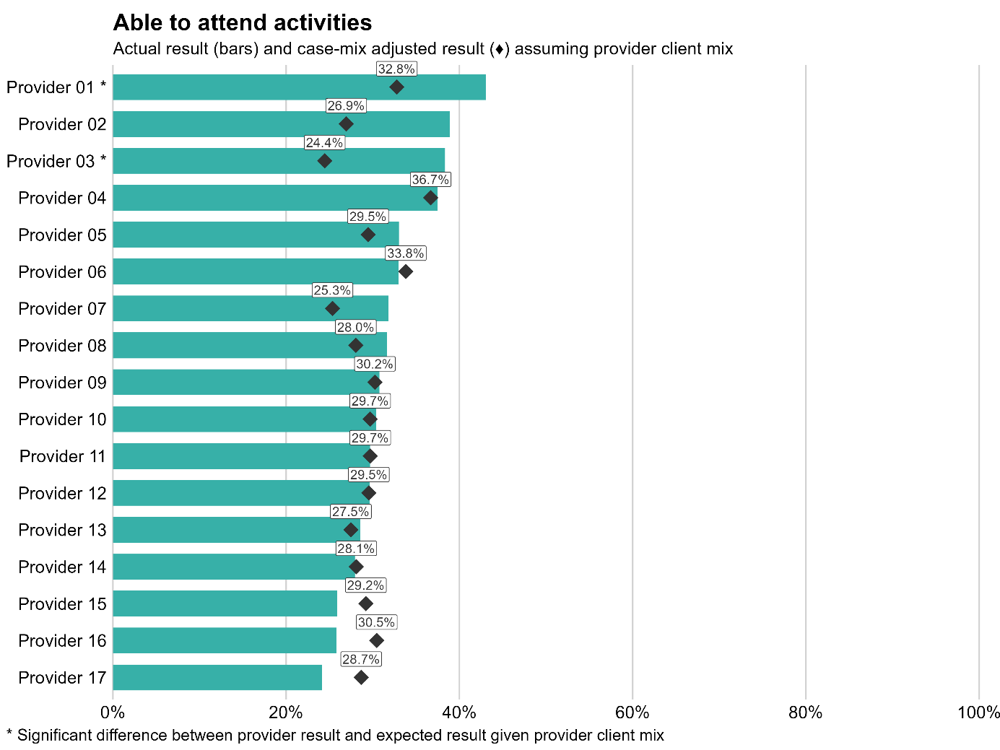 Able to attend activities
Actual result (bars) and case-mix adjusted result (♦) assuming provider client mix
Provider 01 * 32.8%
Provider 02 26.9%
Provider 03 * 24.4%
Provider 04 36.7%
Provider 05 29.5%
Provider 06 33.8%
Provider 07 25.3%
Provider 08 28.0%
Provider 09 30.2%
Provider 10 29.7%
Provider 11 29.7%
Provider 12 29.5%
Provider 13 27.5%
Provider 14 28.1%
Provider 15 29.2%
Provider 16 30.5%
Provider 17 28.7%
0% 20% 40% 60% 80% 100%
* Significant difference between provider result and expected result given provider client mix